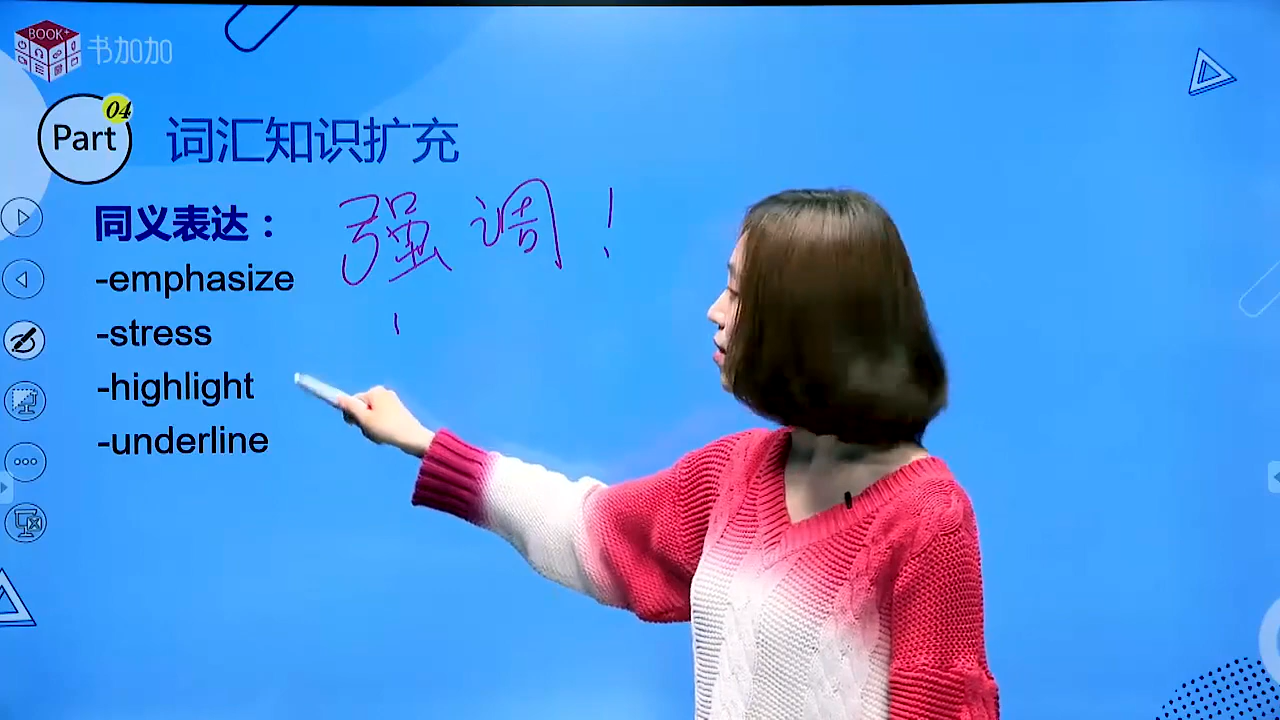 BOOK+
书加加
Part 04
词汇知识扩充
同义表达：
强调！
-emphasize
-stress
-highlight
-underline